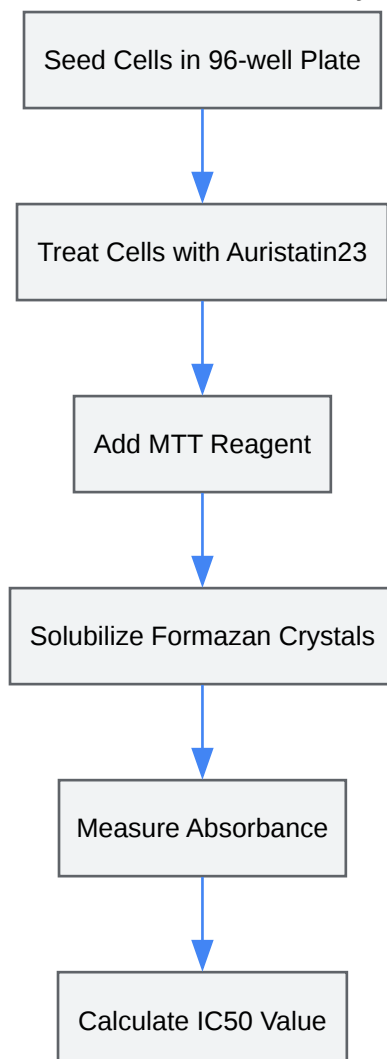 Seed Cells in 96-well Plate
Treat Cells with Auristatin23
Add MTT Reagent
Solubilize Formazan Crystals
Measure Absorbance
Calculate IC50 Value